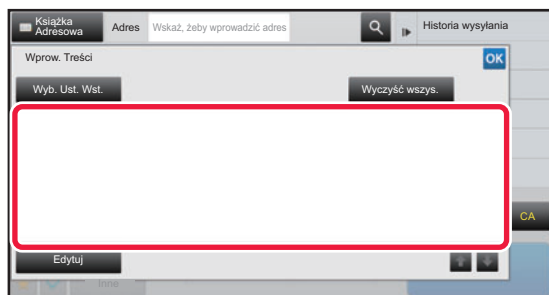 Książka
Adresowa
Adres
Wskaż, żeby wprowadzić adres
Historia wysyłania
Wprow. Treści
OK
Wyb. Ust. Wst.
Wyczyść wszys.
CA
Edytuj
Inne